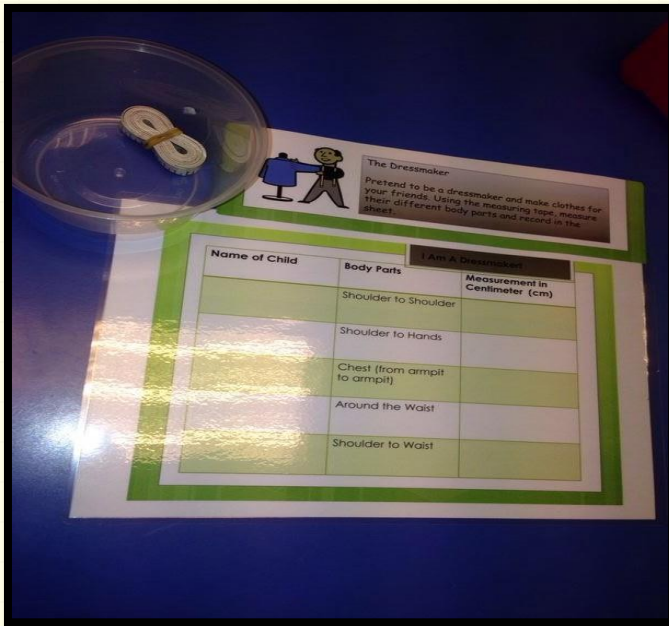 The Dressmaker
Pretend to be a dressmaker and make clothes for
your friends. Using the measuring tape, measure
their different body parts and record in the
sheet.
I Am A Dressmaker!
Name of Child
Body Parts
Measurement in
Centimeter (cm)
Shoulder to Shoulder
Shoulder to Hands
Chest (from armpit
to armpit)
Around the Waist
Shoulder to Waist